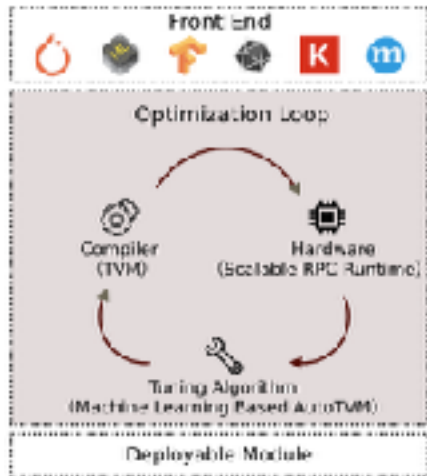 Front End
K m
Optimization Loop
Compiler
(TVM)
Hardware
(Scalable RPC Runtime)
Tuning Algorithm
(Machine Learning Based AutoTVM)
Deployable Module